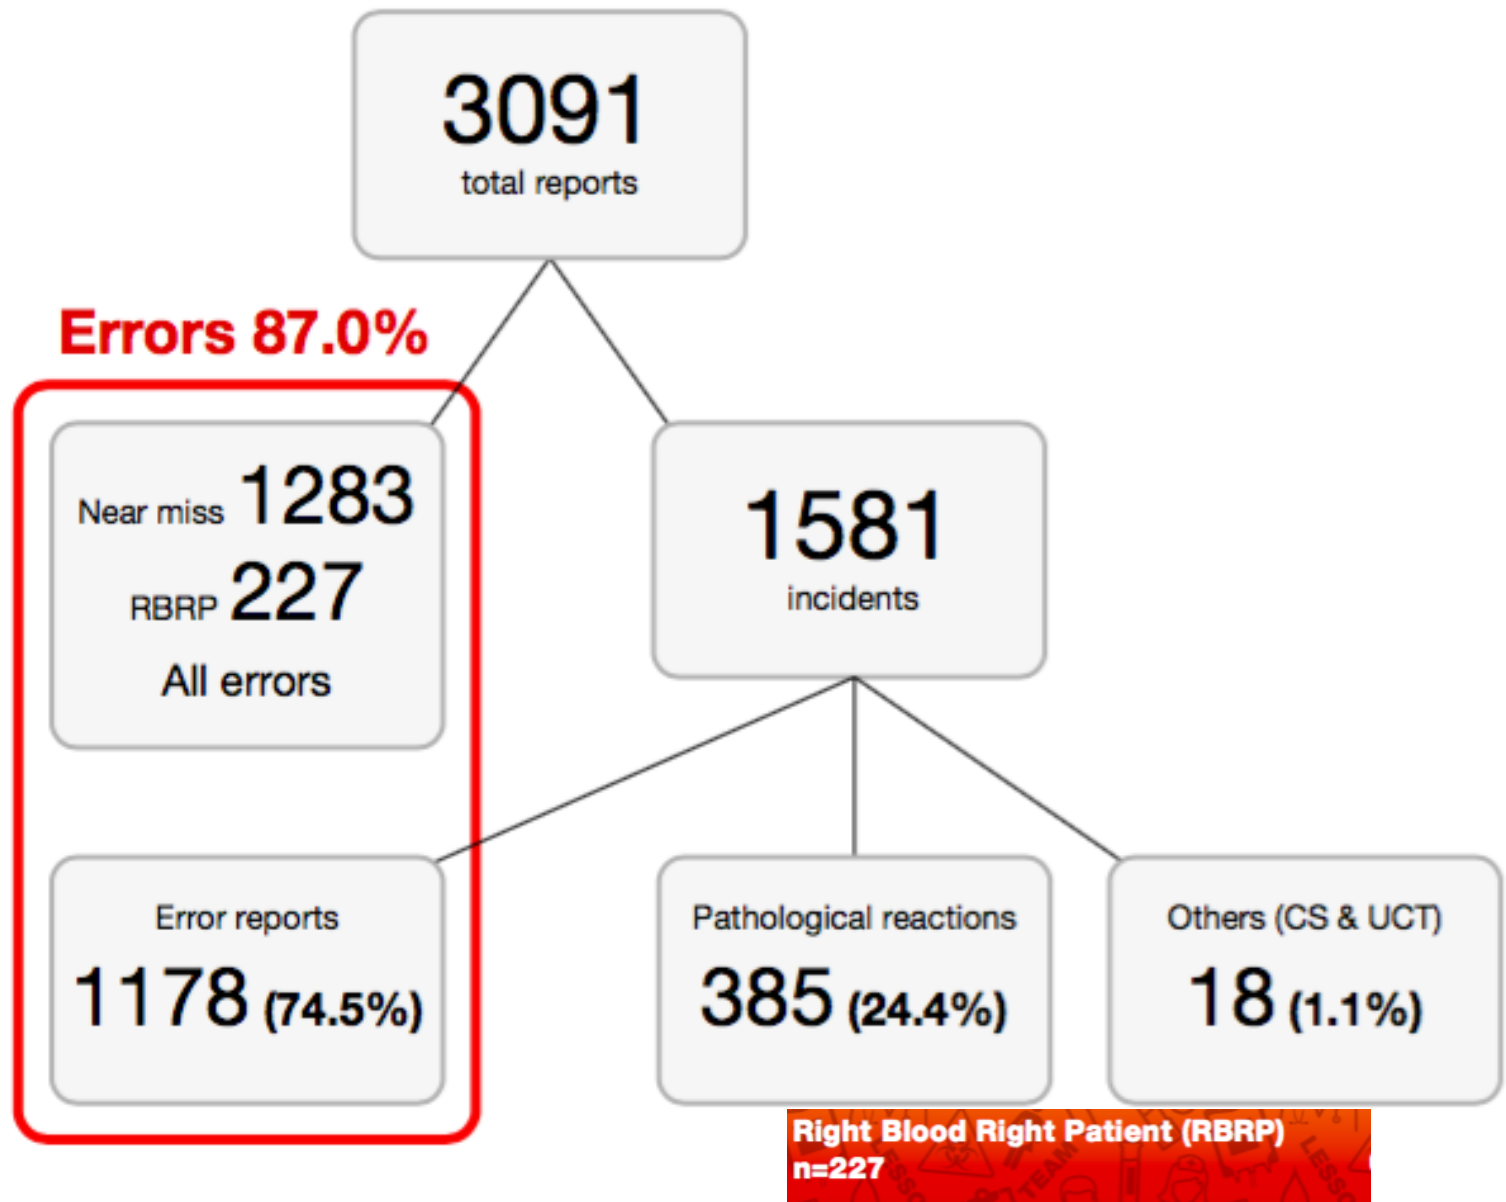 3091
total reports
Errors 87.0%
Near miss 1283
RBRP 227
All errors
1581
incidents
Error reports
1178 (74.5%)
Pathological reactions
385 (24.4%)
Others (CS & UCT)
18 (1.1%)
Right Blood Right Patient (RBRP)
n=227
TEAM